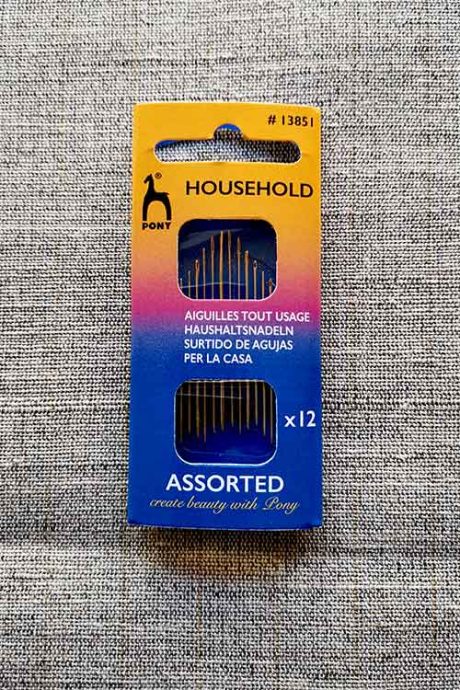 # 13851
®
PONY
HOUSEHOLD
AIGUILLES TOUT USAGE
HAUSHALTSNADELN
SURTIDO DE AGUJAS
PER LA CASA
x12
ASSORTED
create beauty with Pony